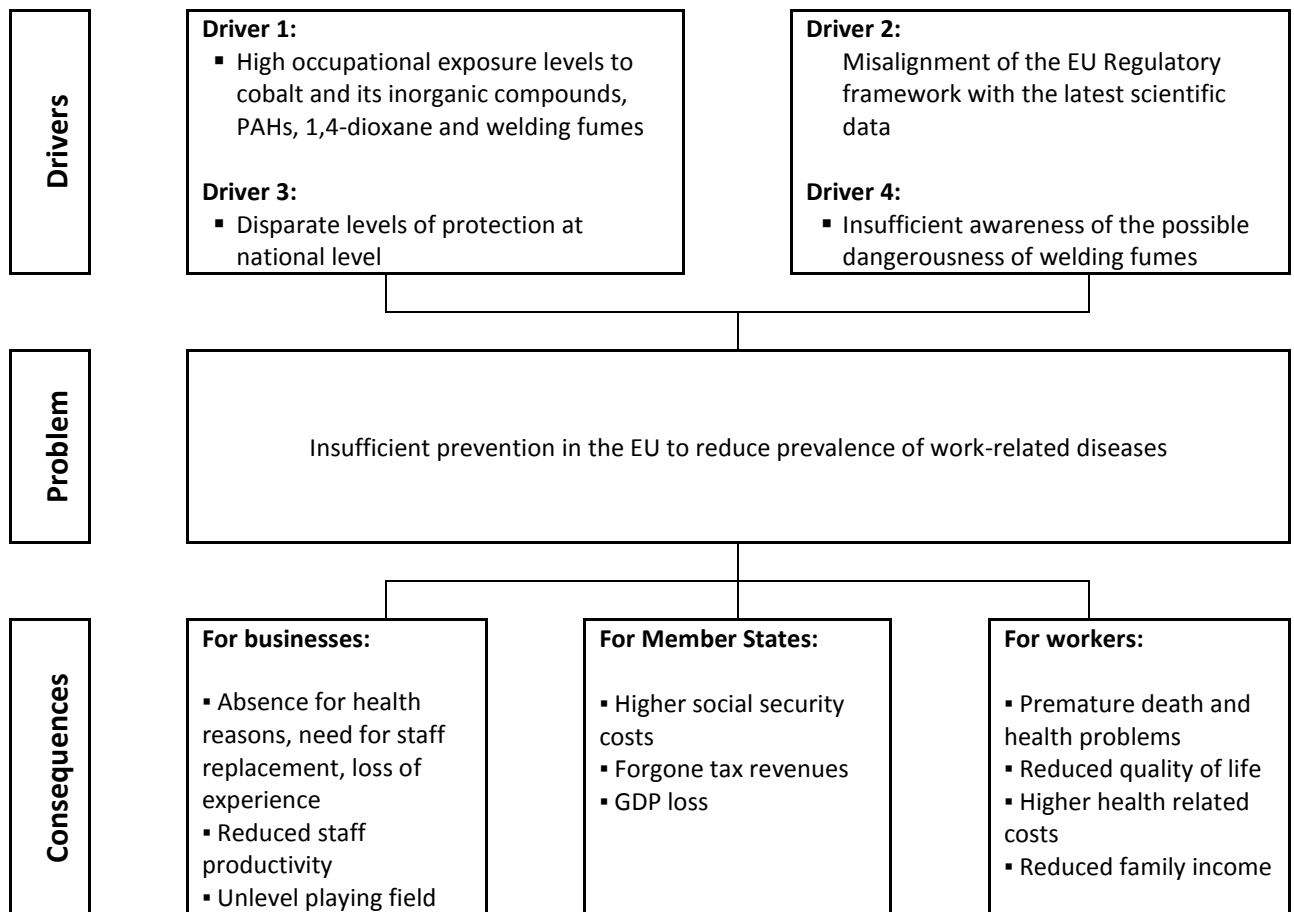 Drivers
Driver 1:
▪ High occupational exposure levels to
cobalt and its inorganic compounds,
PAHs, 1,4-dioxane and welding fumes
Driver 3:
▪ Disparate levels of protection at
national level
Driver 2:
Misalignment of the EU Regulatory
framework with the latest scientific
data
Driver 4:
▪ Insufficient awareness of the possible
dangerousness of welding fumes
Problem
Insufficient prevention in the EU to reduce prevalence of work-related diseases
Consequences
For businesses:
▪ Absence for health
reasons, need for staff
replacement, loss of
experience
▪ Reduced staff
productivity
▪ Unlevel playing field
For Member States:
▪ Higher social security
costs
▪ Forgone tax revenues
▪ GDP loss
For workers:
▪ Premature death and
health problems
▪ Reduced quality of life
▪ Higher health related
costs
▪ Reduced family income